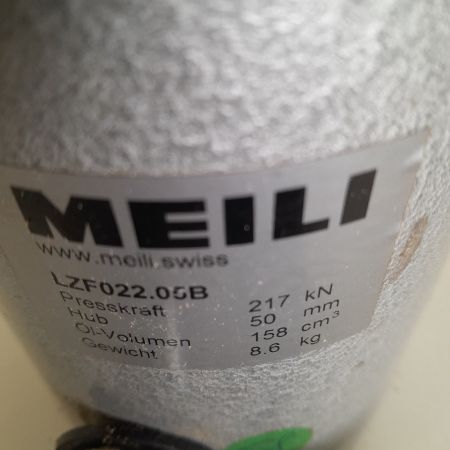 MEILI
www.meili.swiss
LZF022.05B
Presskraft 217 kN
Hub 50 mm
Öl-Volumen 158 cm³
Gewicht 8.6 kg